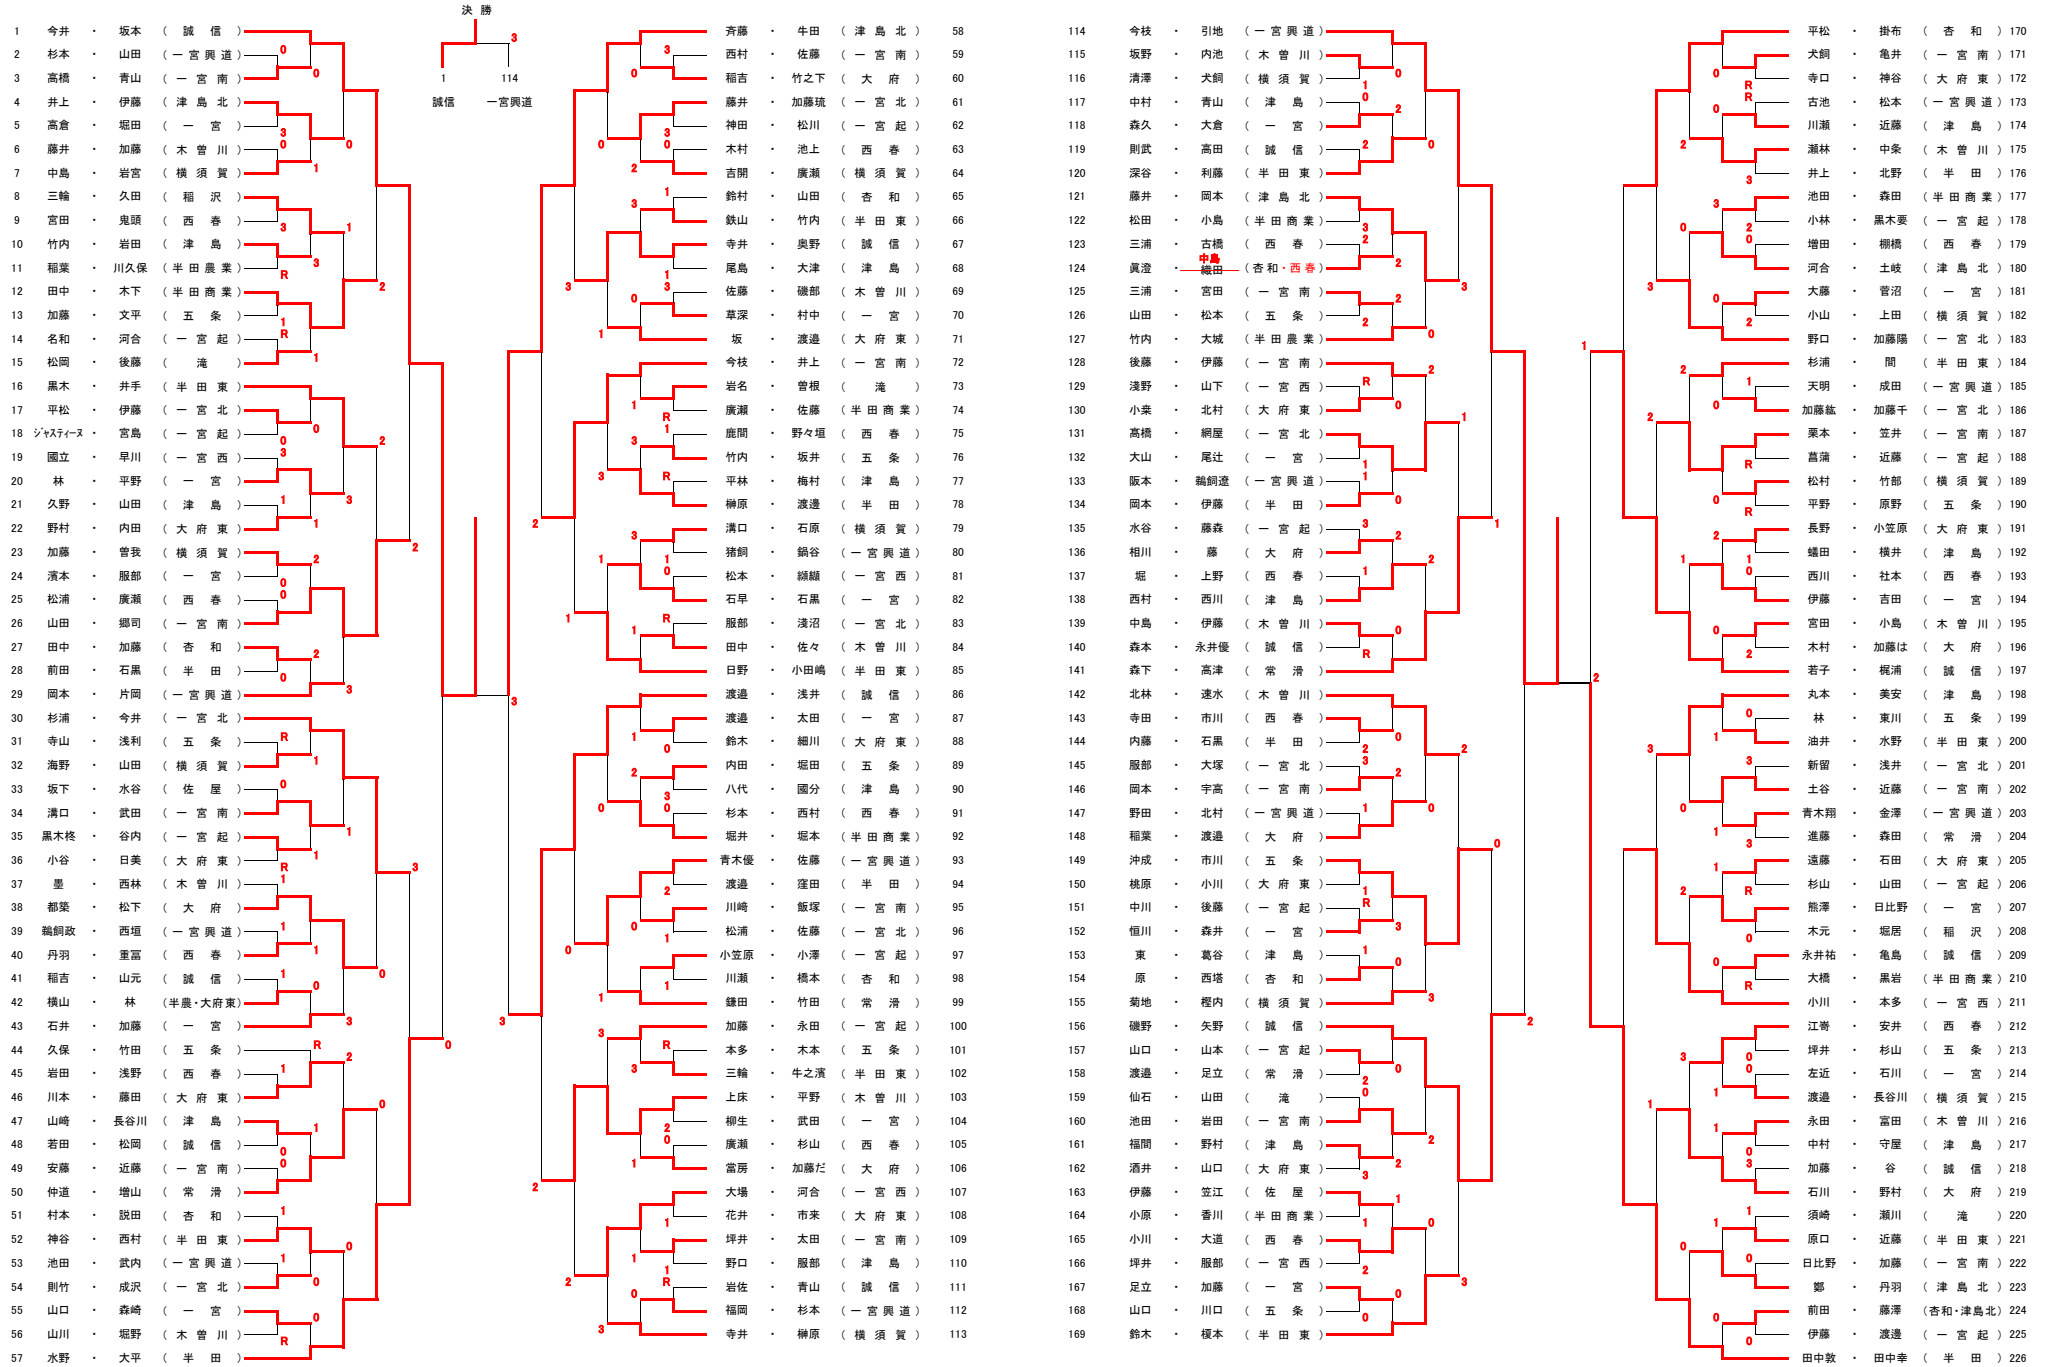 決 勝
3
1 114
誠信 一宮興道
1 今井 ・ 坂本 ( 誠 信 )
2 杉本 ・ 山田 ( 一 宮 興 道 )
3 高橋 ・ 青山 ( 一 宮 南 )
4 井上 ・ 伊藤 ( 津 島 北 )
5 高倉 ・ 堀田 ( 一 宮 )
6 藤井 ・ 加藤 ( 木 曽 川 )
7 中島 ・ 岩宮 ( 横 須 賀 )
8 三輪 ・ 久田 ( 稲 沢 )
9 宮田 ・ 鬼頭 ( 西 春 )
10 竹内 ・ 岩田 ( 津 島 )
11 稲葉 ・ 川久保 ( 半 田 農 業 )
12 田中 ・ 木下 ( 半 田 商 業 )
13 加藤 ・ 文平 ( 五 条 )
14 名和 ・ 河合 ( 一 宮 起 )
15 松岡 ・ 後藤 ( 滝 )
16 黒木 ・ 井手 ( 半 田 東 )
17 平松 ・ 伊藤 ( 一 宮 北 )
18 ジャスティーヌ ・ 宮島 ( 一 宮 起 )
19 國立 ・ 早川 ( 一 宮 西 )
20 林 ・ 平野 ( 一 宮 )
21 久野 ・ 山田 ( 津 島 )
22 野村 ・ 内田 ( 大 府 東 )
23 加藤 ・ 曽我 ( 横 須 賀 )
24 濱本 ・ 服部 ( 一 宮 )
25 松浦 ・ 廣瀬 ( 西 春 )
26 山田 ・ 郷司 ( 一 宮 南 )
27 田中 ・ 加藤 ( 杏 和 )
28 前田 ・ 石黒 ( 半 田 )
29 岡本 ・ 片岡 ( 一 宮 興 道 )
30 杉浦 ・ 今井 ( 一 宮 北 )
31 寺山 ・ 浅利 ( 五 条 )
32 海野 ・ 山田 ( 横 須 賀 )
33 坂下 ・ 水谷 ( 佐 屋 )
34 溝口 ・ 武田 ( 一 宮 南 )
35 黒木柊 ・ 谷内 ( 一 宮 起 )
36 小谷 ・ 日美 ( 大 府 東 )
37 墨 ・ 西林 ( 木 曽 川 )
38 都築 ・ 松下 ( 大 府 )
39 鵜飼政 ・ 西垣 ( 一 宮 興 道 )
40 丹羽 ・ 重冨 ( 西 春 )
41 稲吉 ・ 山元 ( 誠 信 )
42 横山 ・ 林 (半農・大府東)
43 石井 ・ 加藤 ( 一 宮 )
44 久保 ・ 竹田 ( 五 条 )
45 岩田 ・ 浅野 ( 西 春 )
46 川本 ・ 藤田 ( 大 府 東 )
47 山﨑 ・ 長谷川 ( 津 島 )
48 若田 ・ 松岡 ( 誠 信 )
49 安藤 ・ 近藤 ( 一 宮 南 )
50 仲道 ・ 増山 ( 常 滑 )
51 村本 ・ 説田 ( 杏 和 )
52 神谷 ・ 西村 ( 半 田 東 )
53 池田 ・ 武内 ( 一 宮 興 道 )
54 則竹 ・ 成沢 ( 一 宮 北 )
55 山口 ・ 森崎 ( 一 宮 )
56 山川 ・ 堀野 ( 木 曽 川 )
57 水野 ・ 大平 ( 半 田 )
斉藤 ・ 牛田 ( 津 島 北 ) 58
西村 ・ 佐藤 ( 一 宮 南 ) 59
稲吉 ・ 竹之下 ( 大 府 ) 60
藤井 ・ 加藤琉 ( 一 宮 北 ) 61
神田 ・ 松川 ( 一 宮 起 ) 62
木村 ・ 池上 ( 西 春 ) 63
吉開 ・ 廣瀬 ( 横 須 賀 ) 64
鈴村 ・ 山田 ( 杏 和 ) 65
鉄山 ・ 竹内 ( 半 田 東 ) 66
寺井 ・ 奥野 ( 誠 信 ) 67
尾島 ・ 大津 ( 津 島 ) 68
佐藤 ・ 磯部 ( 木 曽 川 ) 69
草深 ・ 村中 ( 一 宮 ) 70
坂 ・ 渡邉 ( 大 府 東 ) 71
今枝 ・ 井上 ( 一 宮 南 ) 72
岩名 ・ 曽根 ( 滝 ) 73
廣瀬 ・ 佐藤 ( 半 田 商 業 ) 74
鹿間 ・ 野々垣 ( 西 春 ) 75
竹内 ・ 坂井 ( 五 条 ) 76
平林 ・ 梅村 ( 津 島 ) 77
榊原 ・ 渡邊 ( 半 田 ) 78
溝口 ・ 石原 ( 横 須 賀 ) 79
猪飼 ・ 鍋谷 ( 一 宮 興 道 ) 80
松本 ・ 纐纈 ( 一 宮 西 ) 81
石早 ・ 石黒 ( 一 宮 ) 82
服部 ・ 淺沼 ( 一 宮 北 ) 83
田中 ・ 佐々 ( 木 曽 川 ) 84
日野 ・ 小田嶋 ( 半 田 東 ) 85
渡邉 ・ 浅井 ( 誠 信 ) 86
渡邉 ・ 太田 ( 一 宮 ) 87
鈴木 ・ 細川 ( 大 府 東 ) 88
内田 ・ 堀田 ( 五 条 ) 89
八代 ・ 國分 ( 津 島 ) 90
杉本 ・ 西村 ( 西 春 ) 91
堀井 ・ 堀本 ( 半 田 商 業 ) 92
青木優 ・ 佐藤 ( 一 宮 興 道 ) 93
渡邉 ・ 窪田 ( 半 田 ) 94
川﨑 ・ 飯塚 ( 一 宮 南 ) 95
松浦 ・ 佐藤 ( 一 宮 北 ) 96
小笠原 ・ 小澤 ( 一 宮 起 ) 97
川瀬 ・ 橋本 ( 杏 和 ) 98
鎌田 ・ 竹田 ( 常 滑 ) 99
加藤 ・ 永田 ( 一 宮 起 ) 100
本多 ・ 木本 ( 五 条 ) 101
三輪 ・ 牛之濱 ( 半 田 東 ) 102
上床 ・ 平野 ( 木 曽 川 ) 103
柳生 ・ 武田 ( 一 宮 ) 104
廣瀬 ・ 杉山 ( 西 春 ) 105
當房 ・ 加藤だ ( 大 府 ) 106
大場 ・ 河合 ( 一 宮 西 ) 107
花井 ・ 市来 ( 大 府 東 ) 108
坪井 ・ 太田 ( 一 宮 南 ) 109
野口 ・ 服部 ( 津 島 ) 110
岩佐 ・ 青山 ( 誠 信 ) 111
福岡 ・ 杉本 ( 一 宮 興 道 ) 112
寺井 ・ 榊原 ( 横 須 賀 ) 113
114 今枝 ・ 引地 ( 一 宮 興 道 )
115 坂野 ・ 内池 ( 木 曽 川 )
116 清澤 ・ 犬飼 ( 横 須 賀 )
117 中村 ・ 青山 ( 津 島 )
118 森久 ・ 大倉 ( 一 宮 )
119 則武 ・ 高田 ( 誠 信 )
120 深谷 ・ 利藤 ( 半 田 東 )
121 藤井 ・ 岡本 ( 津 島 北 )
122 松田 ・ 小島 ( 半 田 商 業 )
123 三浦 ・ 古橋 ( 西 春 )
中島
124 眞澄 ・ 織田 ( 杏 和 ・ 西 春 )
125 三浦 ・ 宮田 ( 一 宮 南 )
126 山田 ・ 松本 ( 五 条 )
127 竹内 ・ 大城 ( 半 田 農 業 )
128 後藤 ・ 伊藤 ( 一 宮 南 )
129 淺野 ・ 山下 ( 一 宮 西 )
130 小桒 ・ 北村 ( 大 府 東 )
131 髙橋 ・ 網屋 ( 一 宮 北 )
132 大山 ・ 尾辻 ( 一 宮 )
133 阪本 ・ 鵜飼遼 ( 一 宮 興 道 )
134 岡本 ・ 伊藤 ( 半 田 )
135 水谷 ・ 藤森 ( 一 宮 起 )
136 相川 ・ 藤 ( 大 府 )
137 堀 ・ 上野 ( 西 春 )
138 西村 ・ 西川 ( 津 島 )
139 中島 ・ 伊藤 ( 木 曽 川 )
140 森本 ・ 永井優 ( 誠 信 )
141 森下 ・ 高津 ( 常 滑 )
142 北林 ・ 速水 ( 木 曽 川 )
143 寺田 ・ 市川 ( 西 春 )
144 内藤 ・ 石黒 ( 半 田 )
145 服部 ・ 大塚 ( 一 宮 北 )
146 岡本 ・ 宇高 ( 一 宮 南 )
147 野田 ・ 北村 ( 一 宮 興 道 )
148 稲葉 ・ 渡邉 ( 大 府 )
149 沖成 ・ 市川 ( 五 条 )
150 桃原 ・ 小川 ( 大 府 東 )
151 中川 ・ 後藤 ( 一 宮 起 )
152 恒川 ・ 森井 ( 一 宮 )
153 東 ・ 葛谷 ( 津 島 )
154 原 ・ 西塔 ( 杏 和 )
155 菊地 ・ 樫内 ( 横 須 賀 )
156 磯野 ・ 矢野 ( 誠 信 )
157 山口 ・ 山本 ( 一 宮 起 )
158 渡邉 ・ 足立 ( 常 滑 )
159 仙石 ・ 山田 ( 滝 )
160 池田 ・ 岩田 ( 一 宮 南 )
161 福間 ・ 野村 ( 津 島 )
162 酒井 ・ 山口 ( 大 府 東 )
163 伊藤 ・ 笠江 ( 佐 屋 )
164 小原 ・ 香川 ( 半 田 商 業 )
165 小川 ・ 大道 ( 西 春 )
166 坪井 ・ 服部 ( 一 宮 西 )
167 足立 ・ 加藤 ( 一 宮 )
168 山口 ・ 川口 ( 五 条 )
169 鈴木 ・ 榎本 ( 半 田 東 )
平松 ・ 掛布 ( 杏 和 ) 170
犬飼 ・ 亀井 ( 一 宮 南 ) 171
寺口 ・ 神谷 ( 大 府 東 ) 172
古池 ・ 松本 ( 一 宮 興 道 ) 173
川瀬 ・ 近藤 ( 津 島 ) 174
瀬林 ・ 中条 ( 木 曽 川 ) 175
井上 ・ 北野 ( 半 田 ) 176
池田 ・ 森田 ( 半 田 商 業 ) 177
小林 ・ 黒木要 ( 一 宮 起 ) 178
増田 ・ 棚橋 ( 西 春 ) 179
河合 ・ 土岐 ( 津 島 北 ) 180
大藤 ・ 菅沼 ( 一 宮 ) 181
小山 ・ 上田 ( 横 須 賀 ) 182
野口 ・ 加藤陽 ( 一 宮 北 ) 183
杉浦 ・ 間 ( 半 田 東 ) 184
天明 ・ 成田 ( 一 宮 興 道 ) 185
加藤紘 ・ 加藤千 ( 一 宮 北 ) 186
栗本 ・ 笠井 ( 一 宮 南 ) 187
菖蒲 ・ 近藤 ( 一 宮 起 ) 188
松村 ・ 竹部 ( 横 須 賀 ) 189
平野 ・ 原野 ( 五 条 ) 190
長野 ・ 小笠原 ( 大 府 東 ) 191
蟮田 ・ 横井 ( 津 島 ) 192
西川 ・ 社本 ( 西 春 ) 193
伊藤 ・ 吉田 ( 一 宮 ) 194
宮田 ・ 小島 ( 木 曽 川 ) 195
木村 ・ 加藤は ( 大 府 ) 196
若子 ・ 梶浦 ( 誠 信 ) 197
丸本 ・ 美安 ( 津 島 ) 198
林 ・ 東川 ( 五 条 ) 199
油井 ・ 水野 ( 半 田 東 ) 200
新留 ・ 浅井 ( 一 宮 北 ) 201
土谷 ・ 近藤 ( 一 宮 南 ) 202
青木翔 ・ 金澤 ( 一 宮 興 道 ) 203
進藤 ・ 森田 ( 常 滑 ) 204
遠藤 ・ 石田 ( 大 府 東 ) 205
杉山 ・ 山田 ( 一 宮 起 ) 206
熊澤 ・ 日比野 ( 一 宮 ) 207
木元 ・ 堀居 ( 稲 沢 ) 208
永井祐 ・ 亀島 ( 誠 信 ) 209
大橋 ・ 黒岩 ( 半 田 商 業 ) 210
小川 ・ 本多 ( 一 宮 西 ) 211
江嵜 ・ 安井 ( 西 春 ) 212
坪井 ・ 杉山 ( 五 条 ) 213
左近 ・ 石川 ( 一 宮 ) 214
渡邉 ・ 長谷川 ( 横 須 賀 ) 215
永田 ・ 富田 ( 木 曽 川 ) 216
中村 ・ 守屋 ( 津 島 ) 217
加藤 ・ 谷 ( 誠 信 ) 218
石川 ・ 野村 ( 大 府 ) 219
須崎 ・ 瀬川 ( 滝 ) 220
原口 ・ 近藤 ( 半 田 東 ) 221
日比野 ・ 加藤 ( 一 宮 南 ) 222
鄭 ・ 丹羽 ( 津 島 北 ) 223
前田 ・ 藤澤 (杏和・津島北) 224
伊藤 ・ 渡邊 ( 一 宮 起 ) 225
田中敦 ・ 田中幸 ( 半 田 ) 226